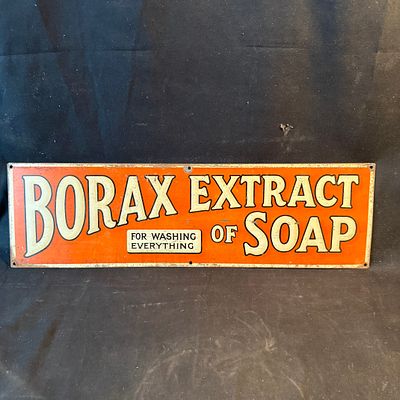 BORAX EXTRACT
OF SOAP
FOR WASHING
EVERYTHING